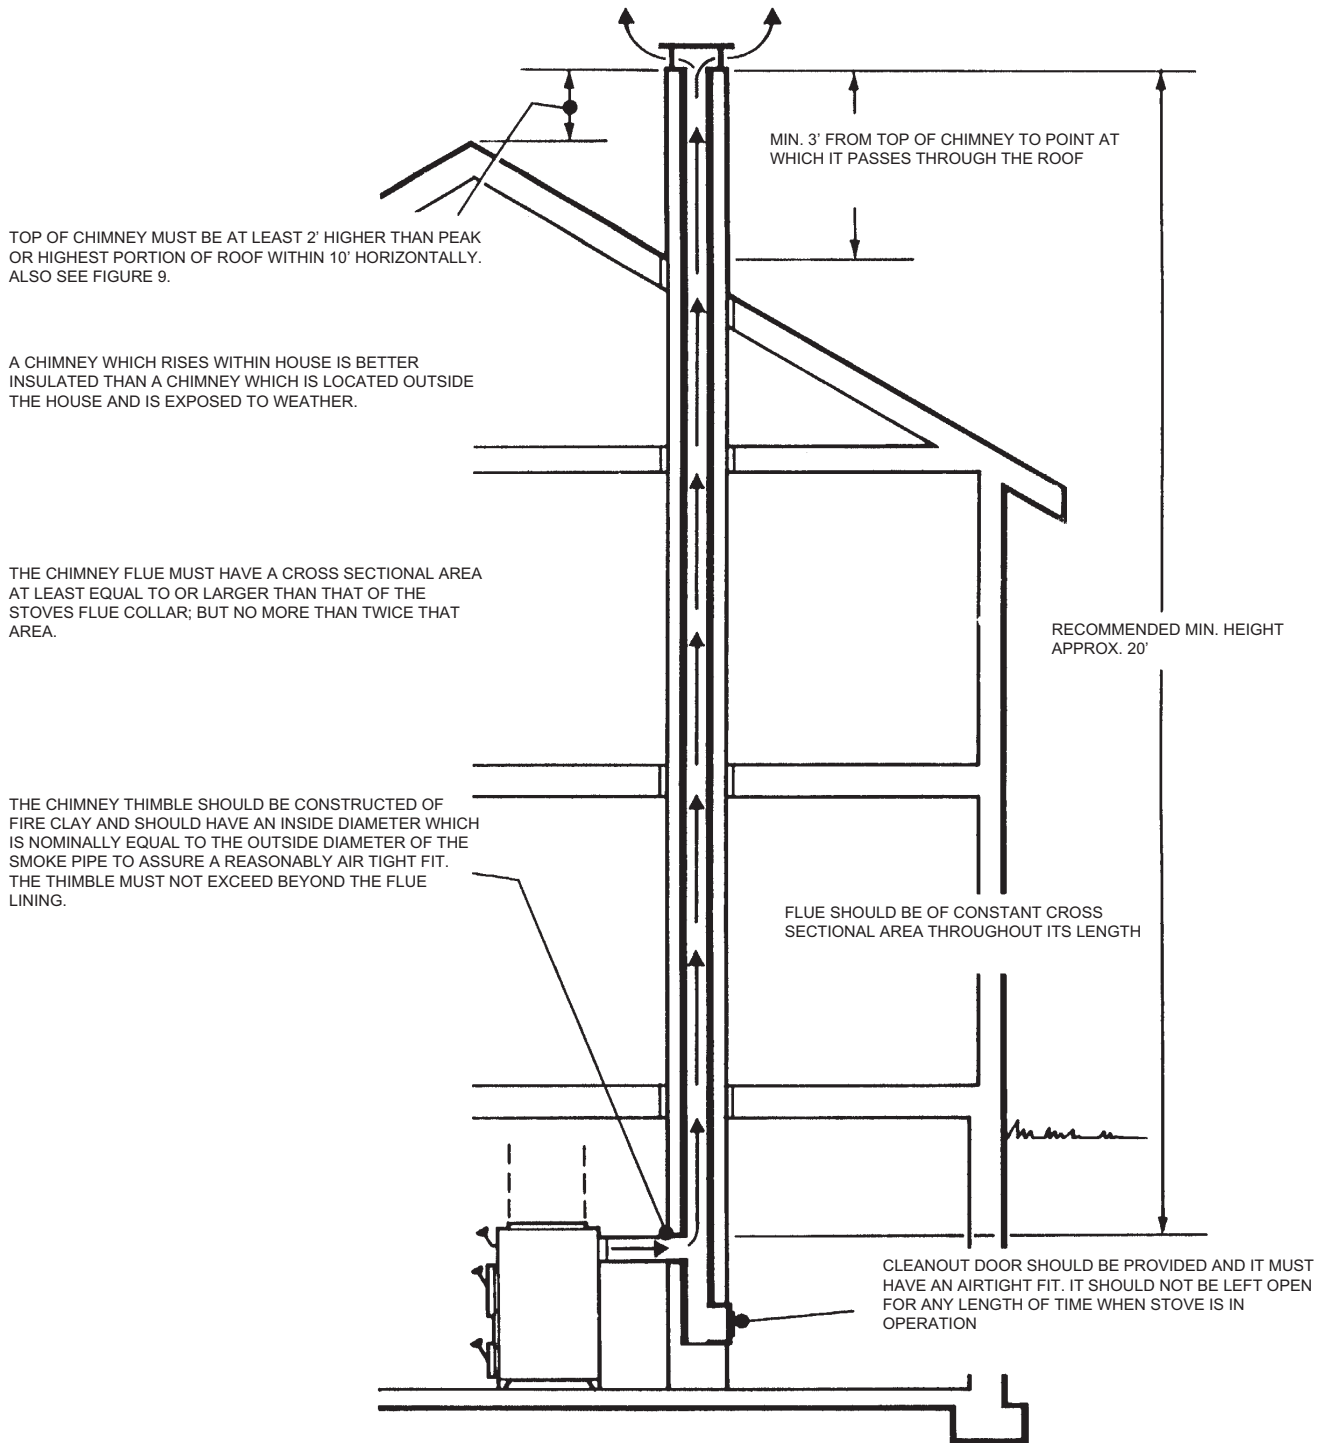 MIN. 3' FROM TOP OF CHIMNEY TO POINT AT
WHICH IT PASSES THROUGH THE ROOF
TOP OF CHIMNEY MUST BE AT LEAST 2' HIGHER THAN PEAK
OR HIGHEST PORTION OF ROOF WITHIN 10' HORIZONTALLY.
ALSO SEE FIGURE 9.
A CHIMNEY WHICH RISES WITHIN HOUSE IS BETTER
INSULATED THAN A CHIMNEY WHICH IS LOCATED OUTSIDE
THE HOUSE AND IS EXPOSED TO WEATHER.
THE CHIMNEY FLUE MUST HAVE A CROSS SECTIONAL AREA
AT LEAST EQUAL TO OR LARGER THAN THAT OF THE
STOVES FLUE COLLAR; BUT NO MORE THAN TWICE THAT
AREA.
RECOMMENDED MIN. HEIGHT
APPROX. 20'
THE CHIMNEY THIMBLE SHOULD BE CONSTRUCTED OF
FIRE CLAY AND SHOULD HAVE AN INSIDE DIAMETER WHICH
IS NOMINALLY EQUAL TO THE OUTSIDE DIAMETER OF THE
SMOKE PIPE TO ASSURE A REASONABLY AIR TIGHT FIT.
THE THIMBLE MUST NOT EXCEED BEYOND THE FLUE
LINING.
FLUE SHOULD BE OF CONSTANT CROSS
SECTIONAL AREA THROUGHOUT ITS LENGTH
CLEANOUT DOOR SHOULD BE PROVIDED AND IT MUST
HAVE AN AIRTIGHT FIT. IT SHOULD NOT BE LEFT OPEN
FOR ANY LENGTH OF TIME WHEN STOVE IS IN
OPERATION